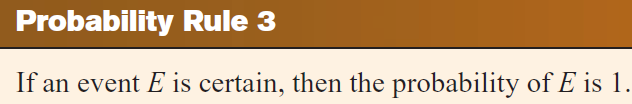 Probability Rule 3
If an event E is certain, then the probability of E is 1.